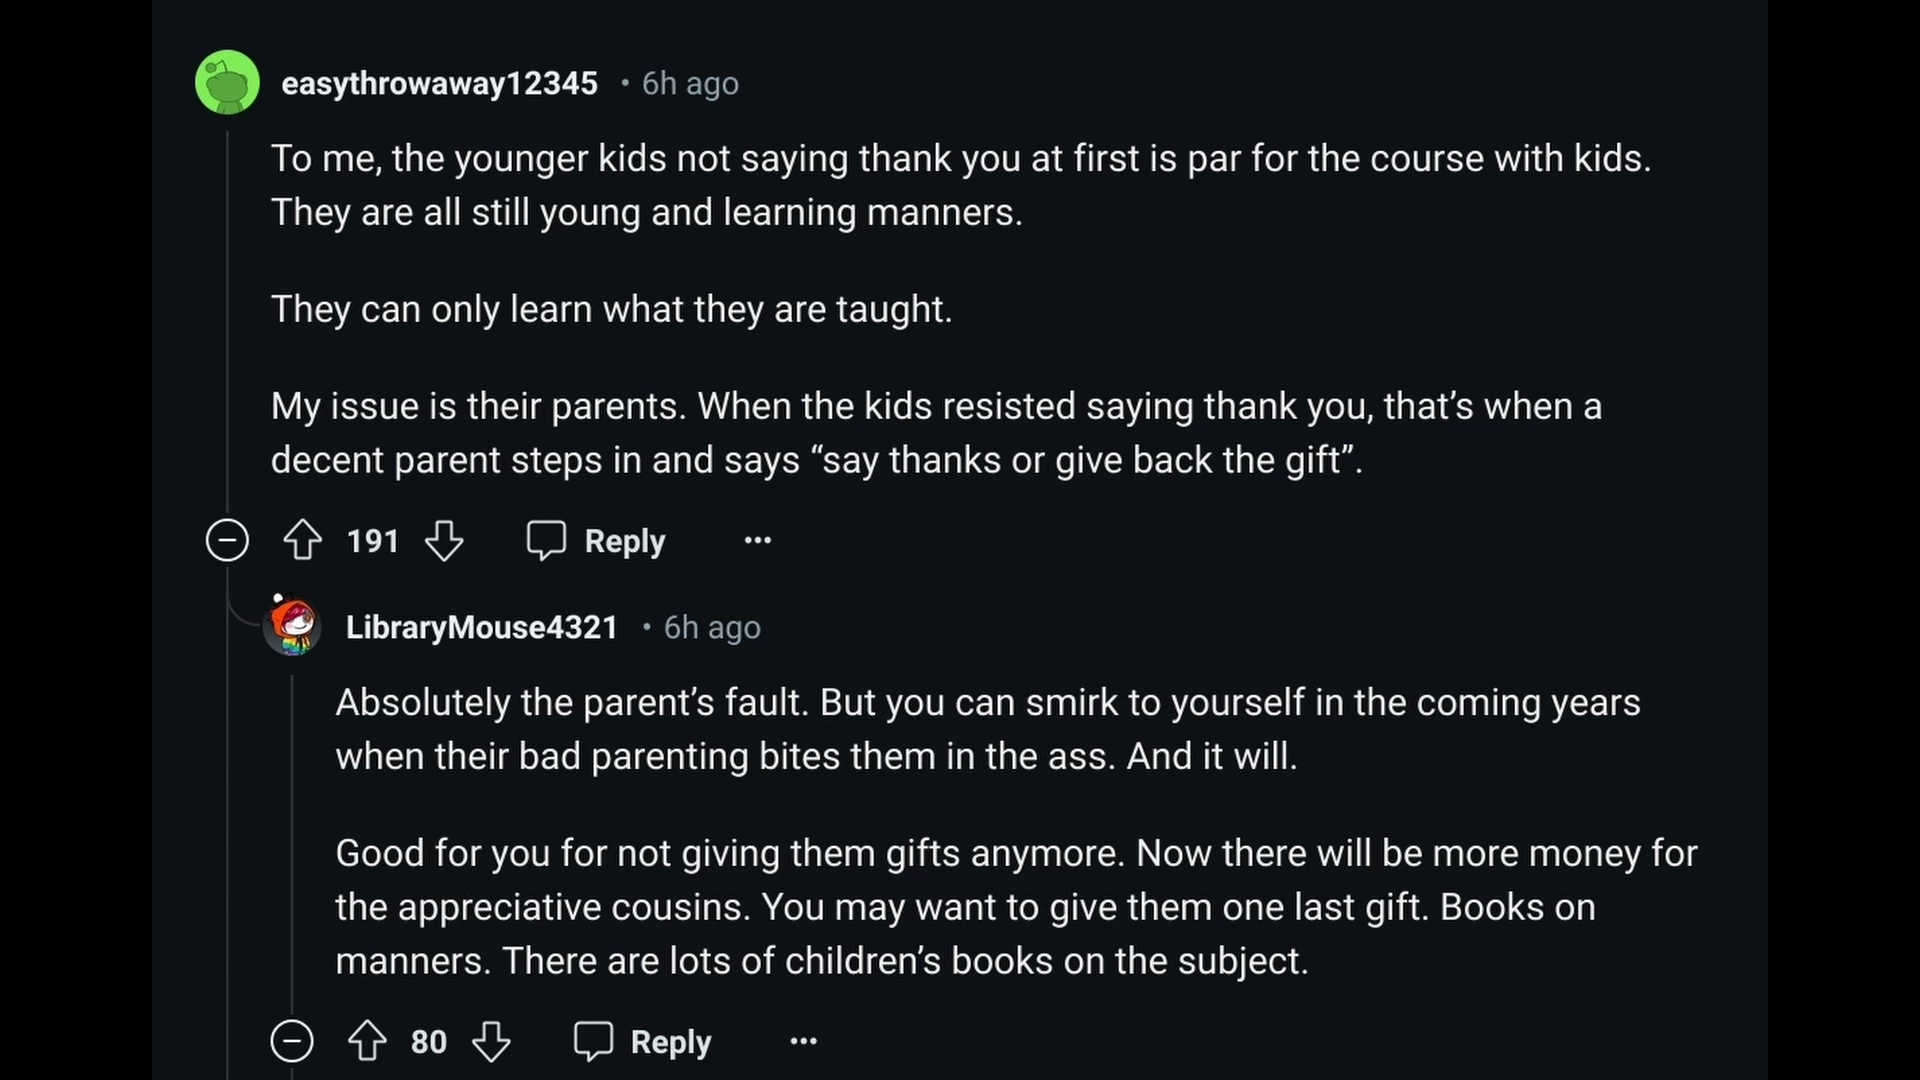 easythrowaway12345 • 6h ago
To me, the younger kids not saying thank you at first is par for the course with kids.
They are all still young and learning manners.
They can only learn what they are taught.
My issue is their parents. When the kids resisted saying thank you, that’s when a
decent parent steps in and says “say thanks or give back the gift”.
191 Reply ...
LibraryMouse4321 • 6h ago
Absolutely the parent’s fault. But you can smirk to yourself in the coming years
when their bad parenting bites them in the ass. And it will.
Good for you for not giving them gifts anymore. Now there will be more money for
the appreciative cousins. You may want to give them one last gift. Books on
manners. There are lots of children’s books on the subject.
80 Reply ...